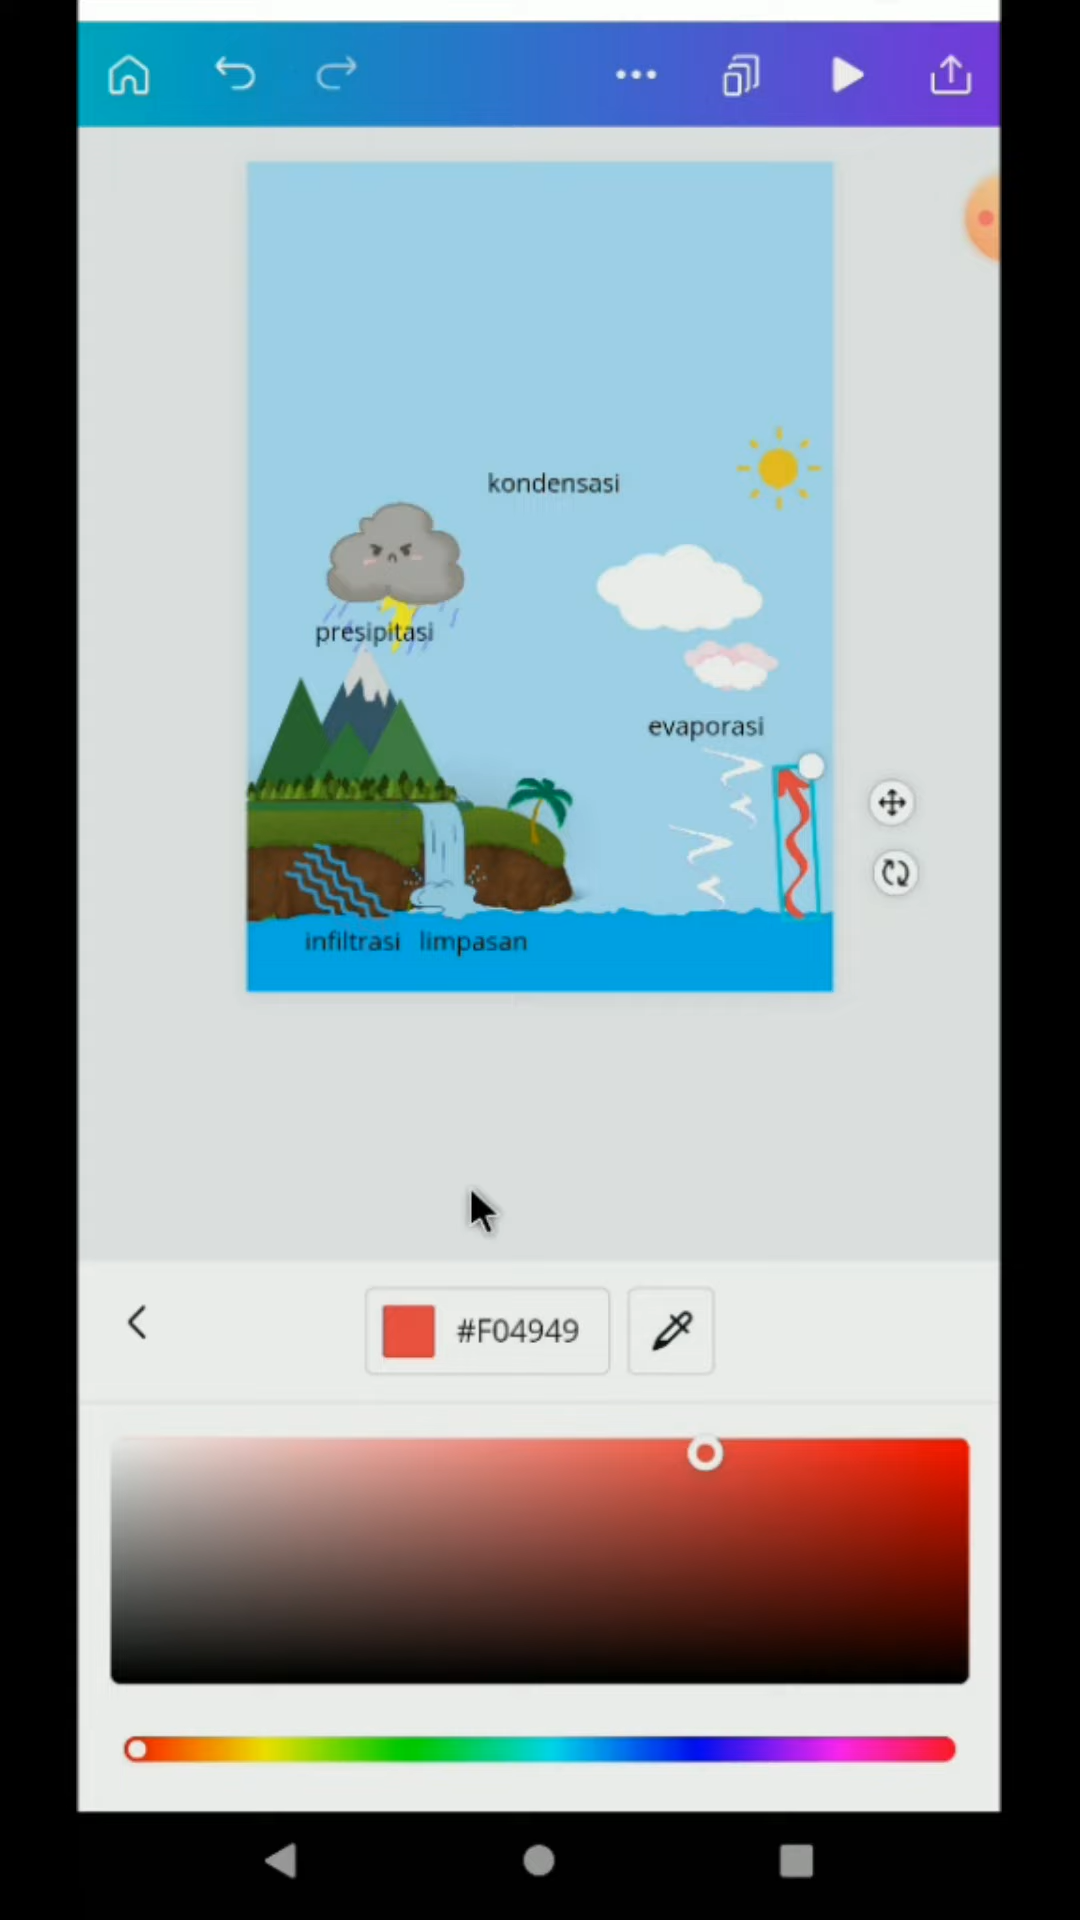 kondensasi
presipitasi
evaporasi
infiltrasi limpasan
#F04949